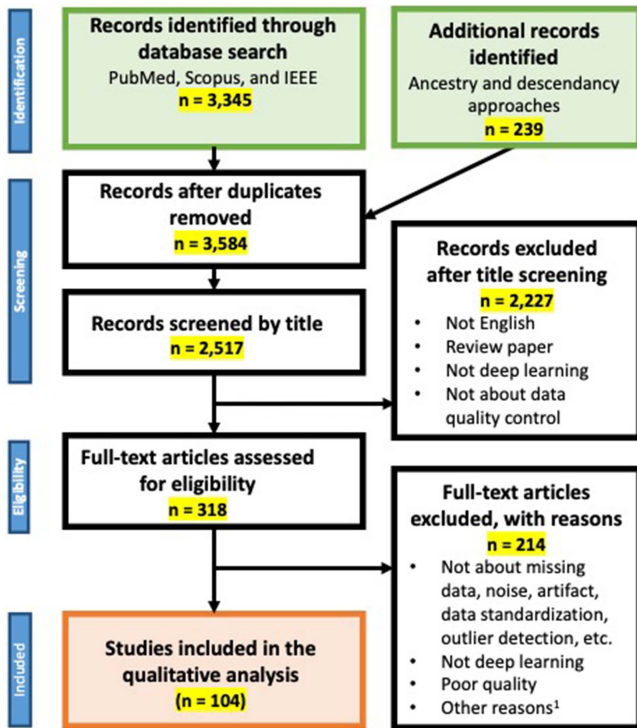 Identification
Records identified through
database search
PubMed, Scopus, and IEEE
n = 3,345
Additional records
identified
Ancestry and descendancy
approaches
n = 239
Screening
Records after duplicates
removed
n = 3,584
Records screened by title
n = 2,517
Records excluded
after title screening
n = 2,227
• Not English
• Review paper
• Not deep learning
• Not about data
quality control
Eligibility
Full-text articles assessed
for eligibility
n = 318
Full-text articles
excluded, with reasons
n = 214
• Not about missing
data, noise, artifact,
data standardization,
outlier detection, etc.
• Not deep learning
• Poor quality
• Other reasons¹
Included
Studies included in the
qualitative analysis
(n = 104)